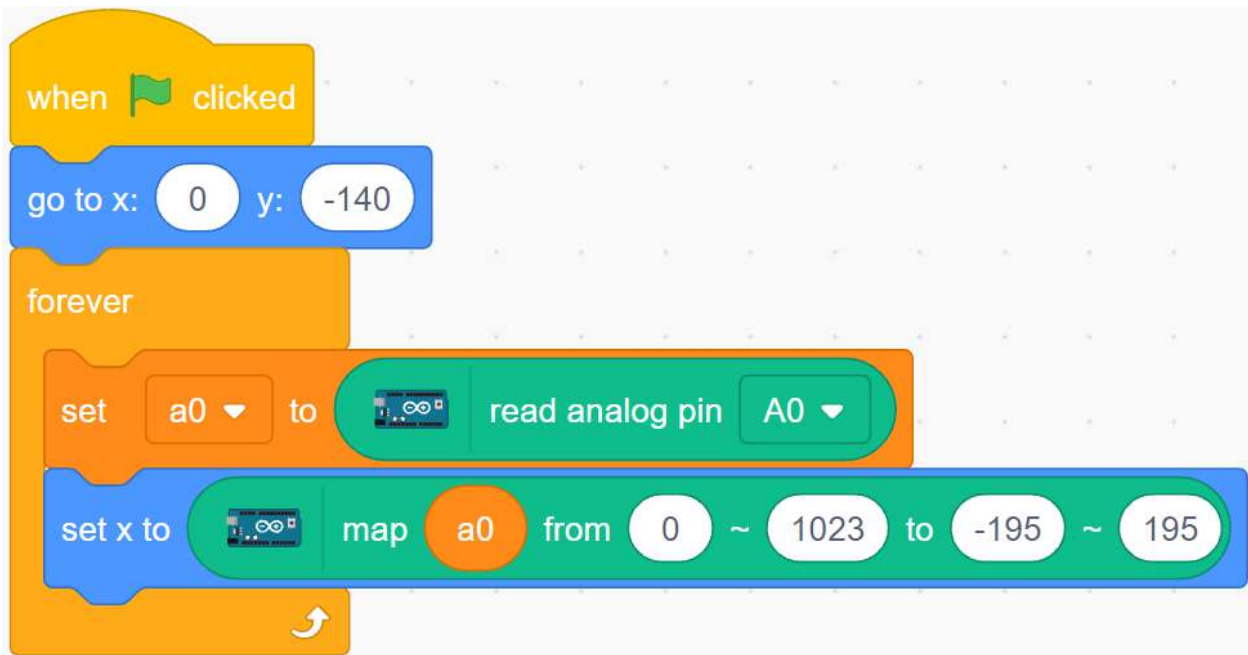 when clicked
go to x: 0 y: -140
forever
set a0 to read analog pin A0
set x to map a0 from 0 ~ 1023 to -195 ~ 195